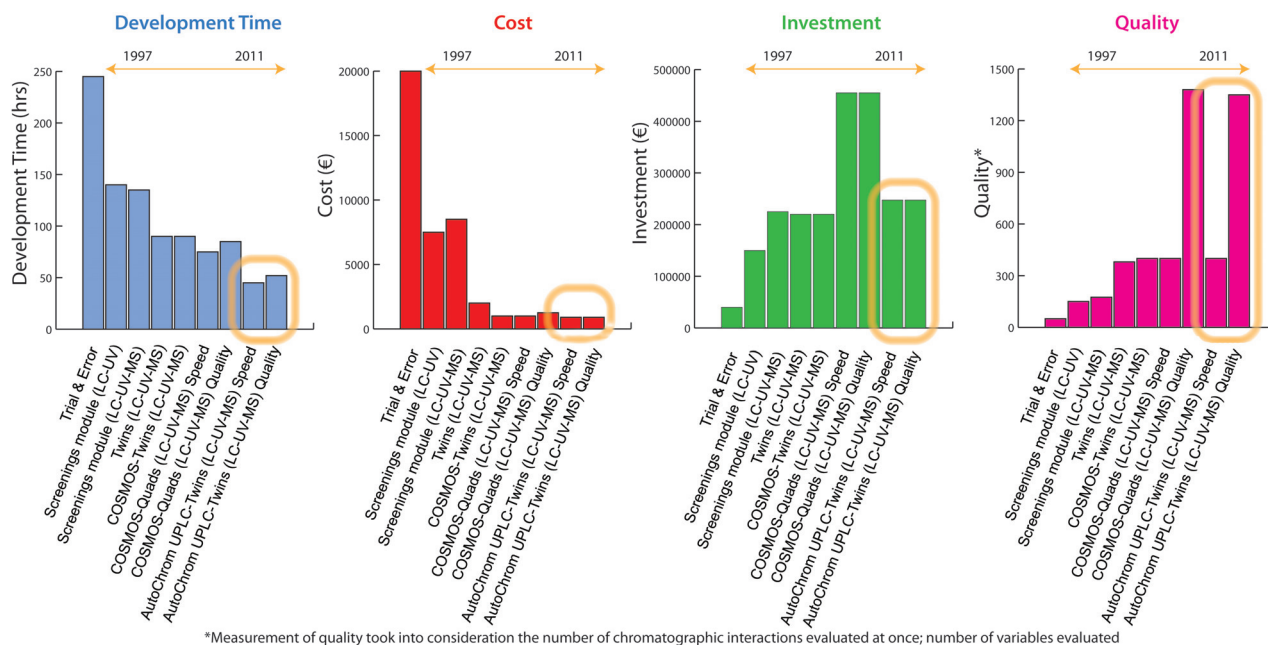 Development Time
1997 2011
Development Time (hrs)
250
200
150
100
50
0
Trial & Error
Screenings module (LC-UV)
Screenings module (LC-UV-MS)
Twins (LC-UV-MS)
COSMOS-Twins (LC-UV-MS)
COSMOS-Quads (LC-UV-MS) Speed
COSMOS-Quads (LC-UV-MS) Quality
AutoChrom UPLC-Twins (LC-UV-MS) Speed
AutoChrom UPLC-Twins (LC-UV-MS) Quality
Cost
1997 2011
Cost (€)
20000
15000
10000
5000
0
Trial & Error
Screenings module (LC-UV)
Screenings module (LC-UV-MS)
Twins (LC-UV-MS)
COSMOS-Twins (LC-UV-MS)
COSMOS-Quads (LC-UV-MS) Speed
COSMOS-Quads (LC-UV-MS) Quality
AutoChrom UPLC-Twins (LC-UV-MS) Speed
AutoChrom UPLC-Twins (LC-UV-MS) Quality
Investment
1997 2011
Investment (€)
500000
400000
300000
200000
100000
0
Trial & Error
Screenings module (LC-UV)
Screenings module (LC-UV-MS)
Twins (LC-UV-MS)
COSMOS-Twins (LC-UV-MS)
COSMOS-Quads (LC-UV-MS) Speed
COSMOS-Quads (LC-UV-MS) Quality
AutoChrom UPLC-Twins (LC-UV-MS) Speed
AutoChrom UPLC-Twins (LC-UV-MS) Quality
Quality
1997 2011
Quality*
1500
1200
900
600
300
0
Trial & Error
Screenings module (LC-UV)
Screenings module (LC-UV-MS)
Twins (LC-UV-MS)
COSMOS-Twins (LC-UV-MS)
COSMOS-Quads (LC-UV-MS) Speed
COSMOS-Quads (LC-UV-MS) Quality
AutoChrom UPLC-Twins (LC-UV-MS) Speed
AutoChrom UPLC-Twins (LC-UV-MS) Quality
*Measurement of quality took into consideration the number of chromatographic interactions evaluated at once; number of variables evaluated